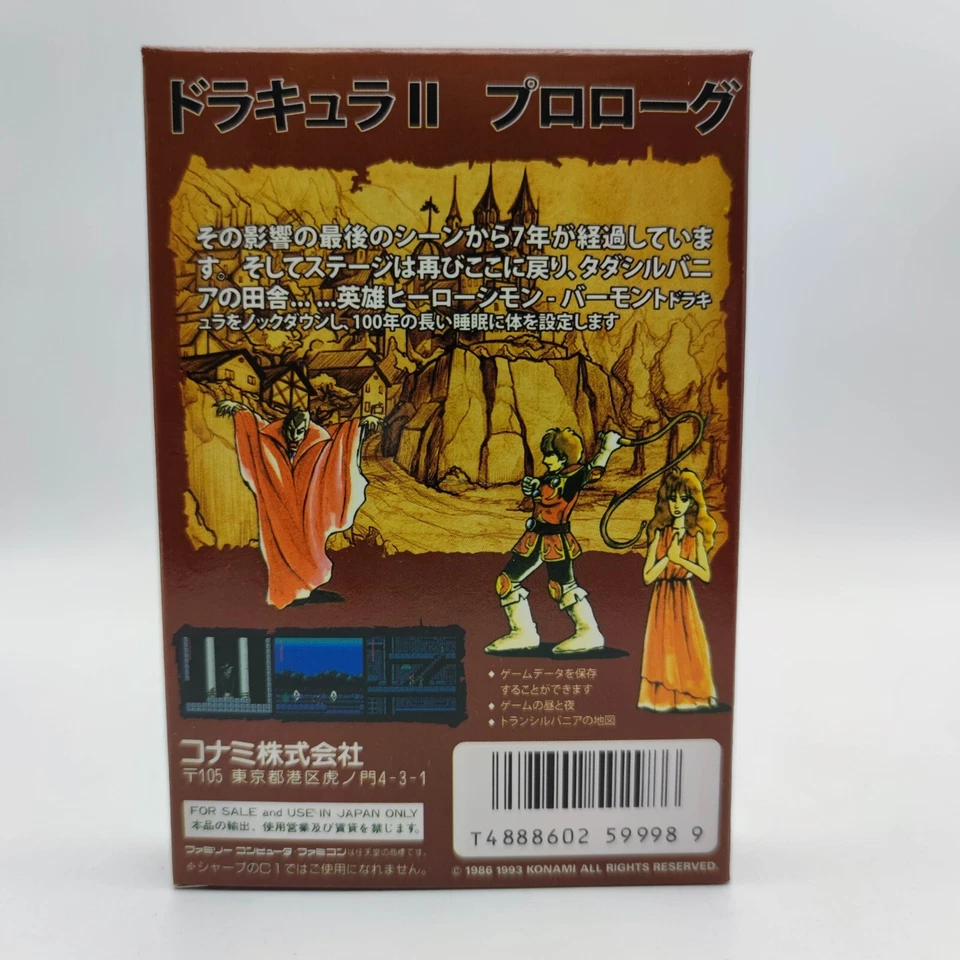 ドラキュラII プロローグ
その影響の最後のシーンから7年が経過していま
す。そしてステージは再びここに戻り、タダシルバニ
アの田舎... ...英雄ヒーローシモン - バーモントドラキ
ュラをノックダウンし、100年の長い睡眠に体を設定します
◆ ゲームデータを保存
することができます
◆ ゲームの昼と夜
◆ トランシルバニアの地図
コナミ株式会社
〒105 東京都港区虎ノ門4-3-1
FOR SALE and USE IN JAPAN ONLY
本品の輸出、使用営業及び賃貸を禁じます。
ファミリーコンピュータ・ファミコンは任天堂の商標です。
※シャープのC1ではご使用になれません。
T4888602 59998 9
© 1986 1993 KONAMI ALL RIGHTS RESERVED.